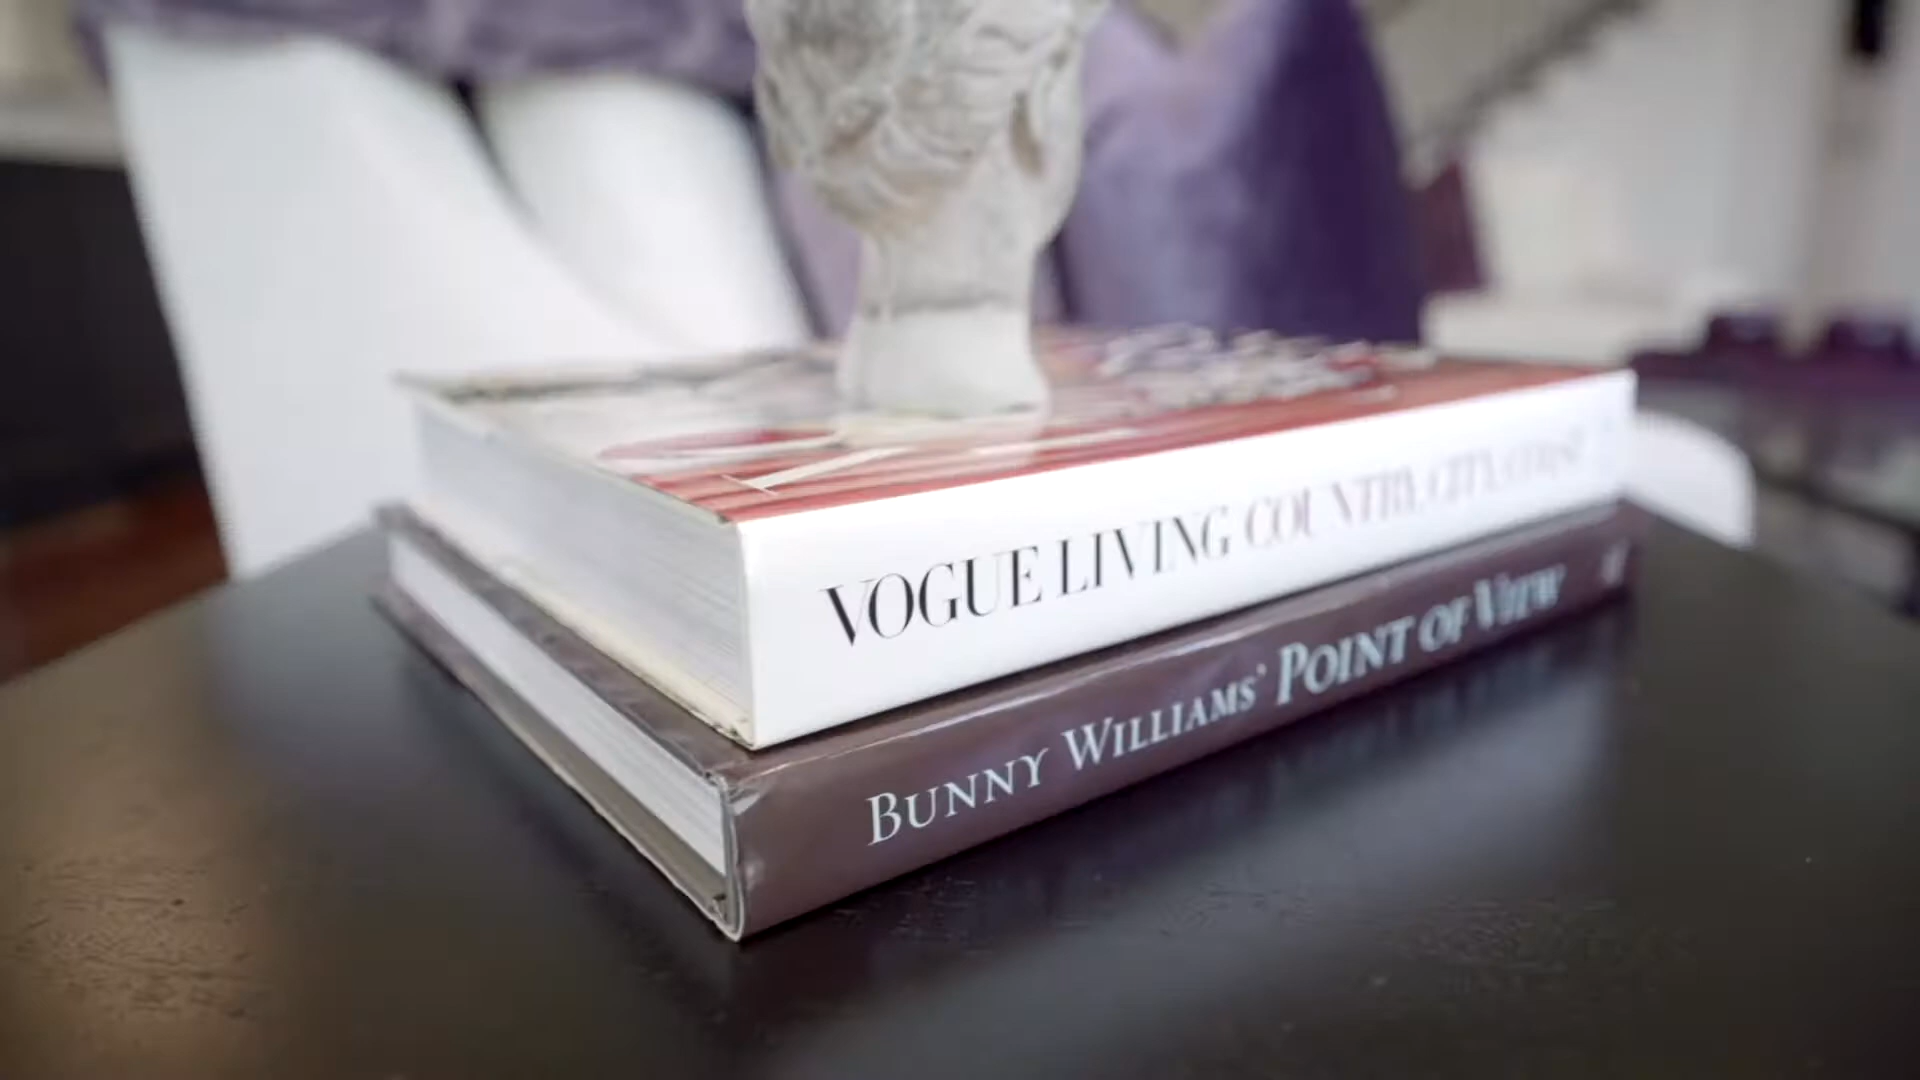 VOGUE LIVING COUNTRY, CITY, COAST
BUNNY WILLIAMS' POINT OF VIEW